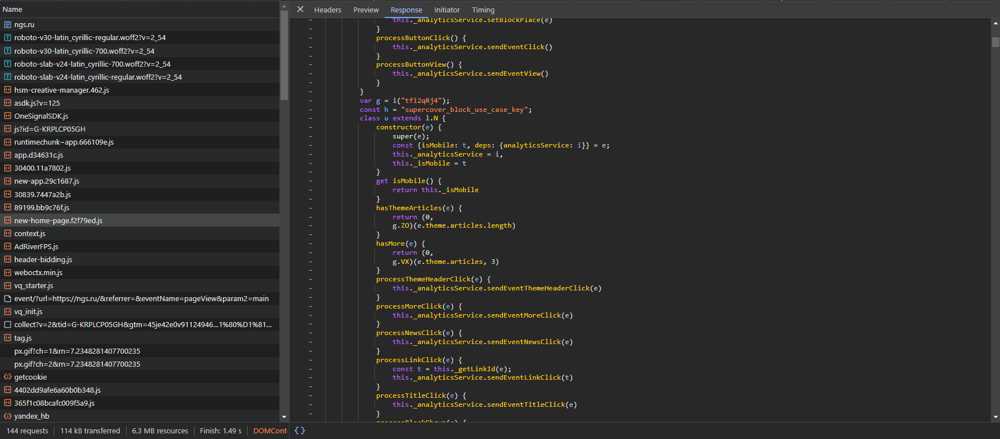 Name
ngs.ru
roboto-v30-latin_cyrillic-regular.woff2?v=2_54
roboto-v30-latin_cyrillic-700.woff2?v=2_54
roboto-slab-v24-latin_cyrillic-700.woff2?v=2_54
roboto-slab-v24-latin_cyrillic-regular.woff2?v=2_54
hsm-creative-manager.462.js
asdk.js?v=125
OneSignalSDK.js
js?id=G-KRPLCP05GH
runtimechunk~app.666109e.js
app.d34631c.js
30400.11a7802.js
new-app.29c1687.js
30839.7447a2b.js
89199.bb9c76f.js
new-home-page.f2f79ed.js
context.js
AdRiverFPS.js
header-bidding.js
weboctx.min.js
vq_starter.js
event/?url=https://ngs.ru/&referrer=&eventName=pageView&param2=main
vq_init.js
collect?v=2&tid=G-KRPLCP05GH&gtm=45je42e0v91124946...1%80%D1%81...
tag.js
px.gif?ch=1&rn=7.2348281407700235
px.gif?ch=2&rn=7.2348281407700235
getcookie
4402dd9afe6a60b0b348.js
365f1c08bcafc009f5a9.js
yandex_hb
144 requests 114 kB transferred 6.3 MB resources Finish: 1.49 s DOMCont
Headers Preview Response Initiator Timing
this._analyticsService.setBlockPlace(e)
}
processButtonClick() {
this._analyticsService.sendEventClick()
}
processButtonView() {
this._analyticsService.sendEventView()
}
}
var g = i("tfi2qRj4");
const h = "supercover_block_use_case_key";
class u extends l.N {
constructor(e) {
super(e);
const {isMobile: t, deps: {analyticsService: i}} = e;
this._analyticsService = i,
this._isMobile = t
}
get isMobile() {
return this._isMobile
}
hasThemeArticles(e) {
return (0,
g.ZO)(e.theme.articles.length)
}
hasMore(e) {
return (0,
g.VX)(e.theme.articles, 3)
}
processThemeHeaderClick(e) {
this._analyticsService.sendEventThemeHeaderClick(e)
}
processMoreClick(e) {
this._analyticsService.sendEventMoreClick(e)
}
processNewsClick(e) {
this._analyticsService.sendEventNewsClick(e)
}
processLinkClick(e) {
const t = this._getLinkId(e);
this._analyticsService.sendEventLinkClick(t)
}
processTitleClick(e) {
this._analyticsService.sendEventTitleClick(e)
}
processBlockShown(e) {
{}